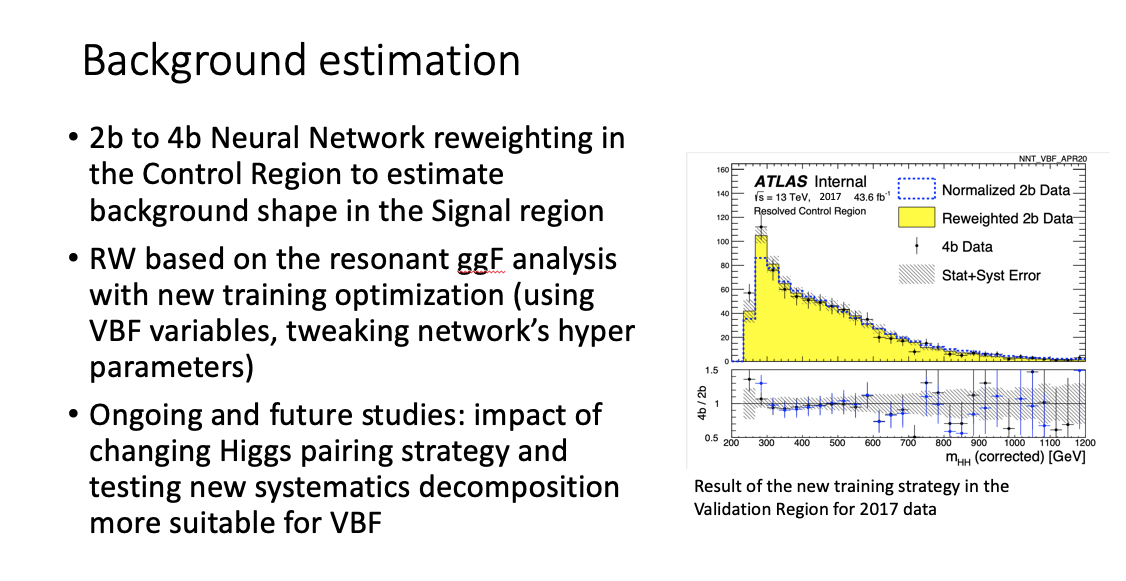 Background estimation
• 2b to 4b Neural Network reweighting in
the Control Region to estimate
background shape in the Signal region
• RW based on the resonant ggF analysis
with new training optimization (using
VBF variables, tweaking network's hyper
parameters)
• Ongoing and future studies: impact of
changing Higgs pairing strategy and
testing new systematics decomposition
more suitable for VBF
NNT_VBF_APR20
ATLAS Internal
√s = 13 TeV, 2017 43.6 fb⁻¹
Resolved Control Region
Normalized 2b Data
Reweighted 2b Data
4b Data
Stat+Syst Error
160
140
120
100
80
60
40
20
0
1.5
1
0.5
4b / 2b
200 300 400 500 600 700 800 900 1000 1100 1200
m_HH (corrected) [GeV]
Result of the new training strategy in the
Validation Region for 2017 data